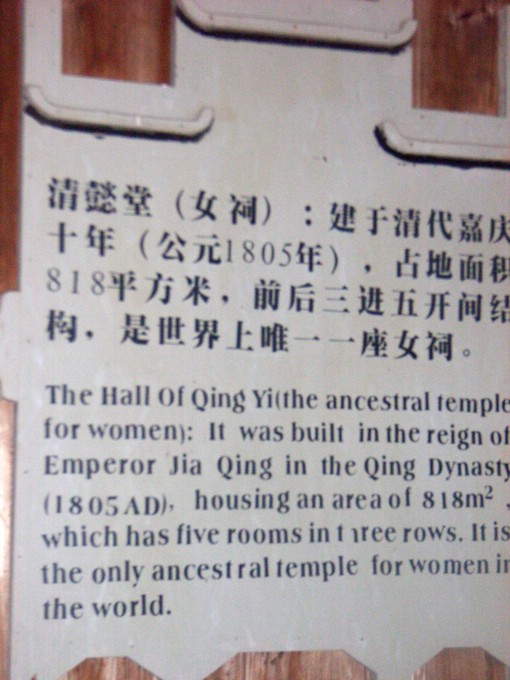 清懿堂（女祠）：建于清代嘉庆
十年（公元1805年），占地面积
818平方米，前后三进五开间结
构，是世界上唯一一座女祠。
The Hall Of Qing Yi(the ancestral temple
for women): It was built in the reign of
Emperor Jia Qing in the Qing Dynasty
(1805AD), housing an area of 818m²,
which has five rooms in three rows. It is
the only ancestral temple for women in
the world.